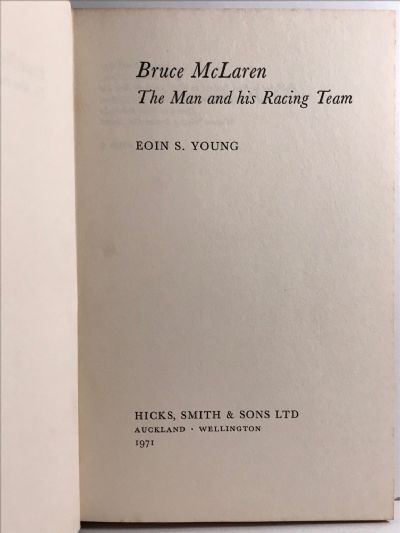 Bruce McLaren
The Man and his Racing Team
EOIN S. YOUNG
HICKS, SMITH & SONS LTD
AUCKLAND · WELLINGTON
1971